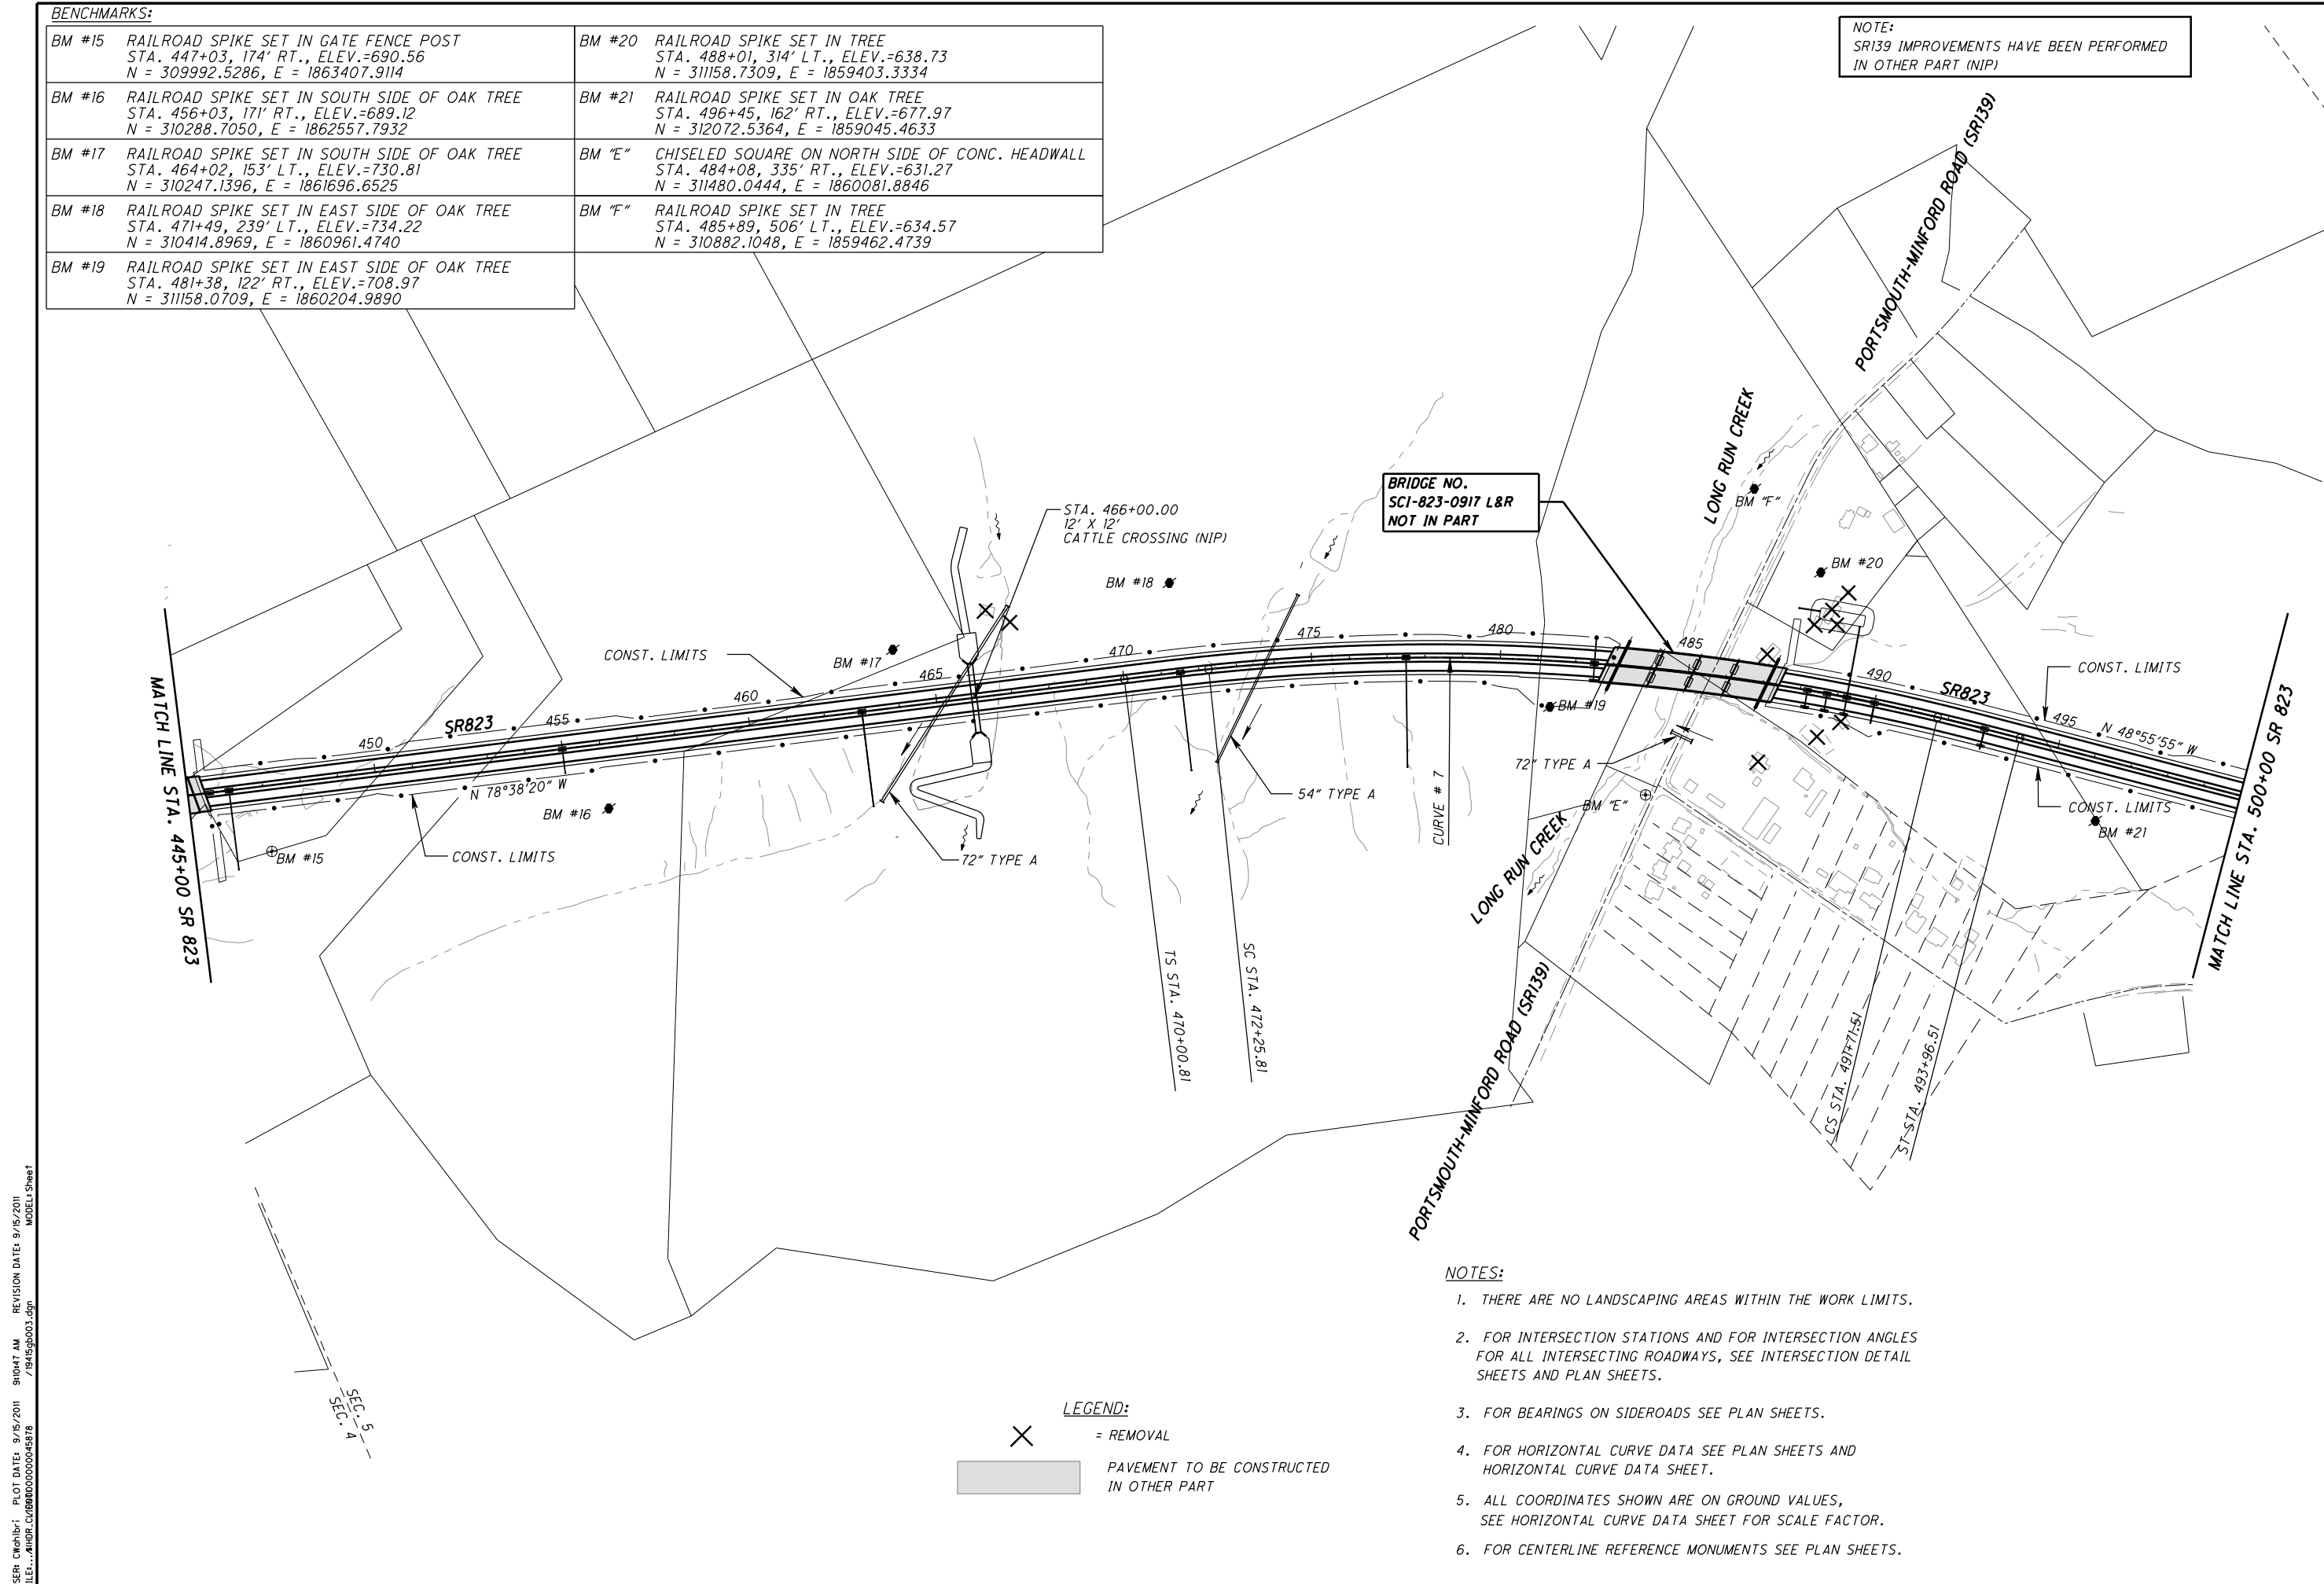 BENCHMARKS:
BM #15 RAILROAD SPIKE SET IN GATE FENCE POST
STA. 447+03, 174' RT., ELEV.=690.56
N = 309992.5286, E = 1863407.9114
BM #16 RAILROAD SPIKE SET IN SOUTH SIDE OF OAK TREE
STA. 456+03, 171' RT., ELEV.=689.12
N = 310288.7050, E = 1862557.7932
BM #17 RAILROAD SPIKE SET IN SOUTH SIDE OF OAK TREE
STA. 464+02, 153' LT., ELEV.=730.81
N = 310247.1396, E = 1861696.6525
BM #18 RAILROAD SPIKE SET IN EAST SIDE OF OAK TREE
STA. 471+49, 239' LT., ELEV.=734.22
N = 310414.8969, E = 1860961.4740
BM #19 RAILROAD SPIKE SET IN EAST SIDE OF OAK TREE
STA. 481+38, 122' RT., ELEV.=708.97
N = 311158.0709, E = 1860204.9890
BM #20 RAILROAD SPIKE SET IN TREE
STA. 488+01, 314' LT., ELEV.=638.73
N = 311158.7309, E = 1859403.3334
BM #21 RAILROAD SPIKE SET IN OAK TREE
STA. 496+45, 162' RT., ELEV.=677.97
N = 312072.5364, E = 1859045.4633
BM "E" CHISELED SQUARE ON NORTH SIDE OF CONC. HEADWALL
STA. 484+08, 335' RT., ELEV.=631.27
N = 311480.0444, E = 1860081.8846
BM "F" RAILROAD SPIKE SET IN TREE
STA. 485+89, 506' LT., ELEV.=634.57
N = 310882.1048, E = 1859462.4739
NOTE:
SR139 IMPROVEMENTS HAVE BEEN PERFORMED
IN OTHER PART (NIP)
PORTSMOUTH-MINFORD ROAD (SR139)
LONG RUN CREEK
BRIDGE NO.
SCI-823-0917 L&R
NOT IN PART
BM "F"
STA. 466+00.00
12' X 12'
CATTLE CROSSING (NIP)
BM #18
BM #20
CONST. LIMITS
BM #17
450
SR823
455
460
465
470
475
480
485
490
SR823
495
N 48°55'55" W
CONST. LIMITS
BM #19
N 78°38'20" W
BM #16
72" TYPE A
54" TYPE A
CURVE # 7
BM "E"
CONST. LIMITS
BM #21
BM #15
CONST. LIMITS
72" TYPE A
LONG RUN CREEK
MATCH LINE STA. 445+00 SR 823
MATCH LINE STA. 500+00 SR 823
TS STA. 470+00.81
SC STA. 472+25.81
CS STA. 491+71.51
ST STA. 493+96.51
PORTSMOUTH-MINFORD ROAD (SR139)
SEC. 5
SEC. 4
LEGEND:
= REMOVAL
PAVEMENT TO BE CONSTRUCTED
IN OTHER PART
NOTES:
1. THERE ARE NO LANDSCAPING AREAS WITHIN THE WORK LIMITS.
2. FOR INTERSECTION STATIONS AND FOR INTERSECTION ANGLES
FOR ALL INTERSECTING ROADWAYS, SEE INTERSECTION DETAIL
SHEETS AND PLAN SHEETS.
3. FOR BEARINGS ON SIDEROADS SEE PLAN SHEETS.
4. FOR HORIZONTAL CURVE DATA SEE PLAN SHEETS AND
HORIZONTAL CURVE DATA SHEET.
5. ALL COORDINATES SHOWN ARE ON GROUND VALUES,
SEE HORIZONTAL CURVE DATA SHEET FOR SCALE FACTOR.
6. FOR CENTERLINE REFERENCE MONUMENTS SEE PLAN SHEETS.
PLOT DATE: 9/15/2011 9:10:47 AM REVISION DATE: 9/15/2011
MODEL: Sheet